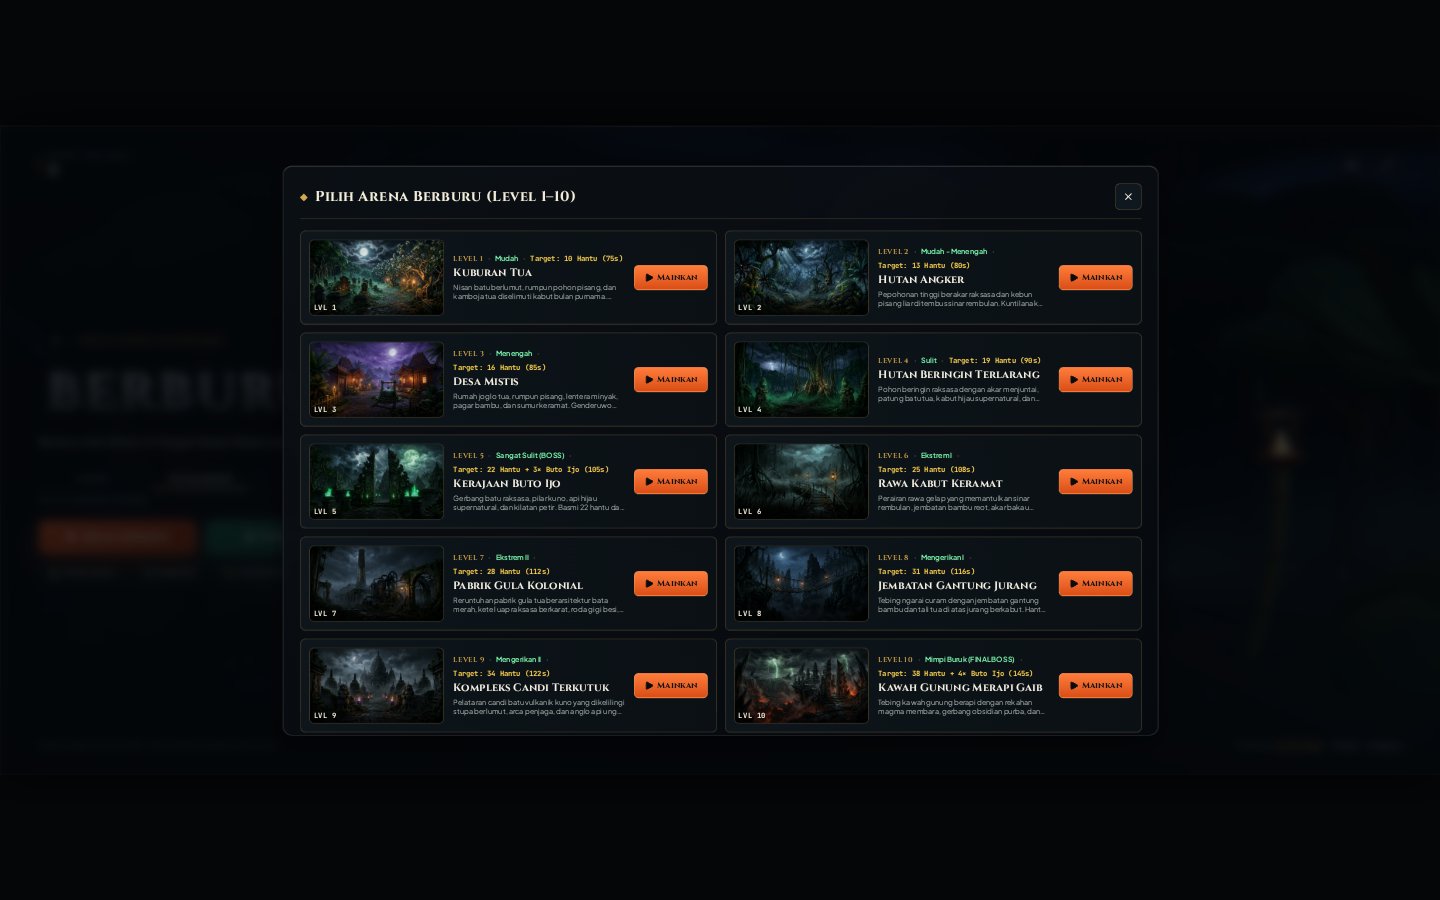 PILIH ARENA BERBURU (LEVEL 1–10)
×
LVL 1
LEVEL 1 · Mudah · Target: 10 Hantu (75s)
KUBURAN TUA
Nisan batu berlumut, rumpun pohon pisang, dan
kamboja tua diselimuti kabut bulan purnama....
MAINKAN
LVL 2
LEVEL 2 · Mudah - Menengah ·
Target: 13 Hantu (80s)
HUTAN ANGKER
Pepohonan tinggi berakar raksasa dan kebun
pisang liar ditembus sinar rembulan. Kuntilanak...
MAINKAN
LVL 3
LEVEL 3 · Menengah ·
Target: 16 Hantu (85s)
DESA MISTIS
Rumah joglo tua, rumpun pisang, lentera minyak,
pagar bambu, dan sumur keramat. Genderuwo...
MAINKAN
LVL 4
LEVEL 4 · Sulit · Target: 19 Hantu (90s)
HUTAN BERINGIN TERLARANG
Pohon beringin raksasa dengan akar menjuntai,
patung batu tua, kabut hijau supernatural, dan...
MAINKAN
LVL 5
LEVEL 5 · Sangat Sulit (BOSS) ·
Target: 22 Hantu + 3× Buto Ijo (105s)
KERAJAAN BUTO IJO
Gerbang batu raksasa, pilar kuno, api hijau
supernatural, dan kilatan petir. Basmi 22 hantu da...
MAINKAN
LVL 6
LEVEL 6 · Ekstrem I ·
Target: 25 Hantu (108s)
RAWA KABUT KERAMAT
Perairan rawa gelap yang memantulkan sinar
rembulan, jembatan bambu reot, akar bakau...
MAINKAN
LVL 7
LEVEL 7 · Ekstrem II ·
Target: 28 Hantu (112s)
PABRIK GULA KOLONIAL
Reruntuhan pabrik gula tua berarsitektur bata
merah, ketel uap raksasa berkarat, roda gigi besi,...
MAINKAN
LVL 8
LEVEL 8 · Mengerikan I ·
Target: 31 Hantu (116s)
JEMBATAN GANTUNG JURANG
Tebing ngarai curam dengan jembatan gantung
bambu dan tali tua di atas jurang berkabut. Hant...
MAINKAN
LVL 9
LEVEL 9 · Mengerikan II ·
Target: 34 Hantu (122s)
KOMPLEKS CANDI TERKUTUK
Pelataran candi batu vulkanik kuno yang dikelilingi
stupa berlumut, arca penjaga, dan anglo api ung...
MAINKAN
LVL 10
LEVEL 10 · Mimpi Buruk (FINAL BOSS) ·
Target: 38 Hantu + 4× Buto Ijo (145s)
KAWAH GUNUNG MERAPI GAIB
Tebing kawah gunung berapi dengan rekahan
magma membara, gerbang obsidian purba, dan...
MAINKAN
BERBUR